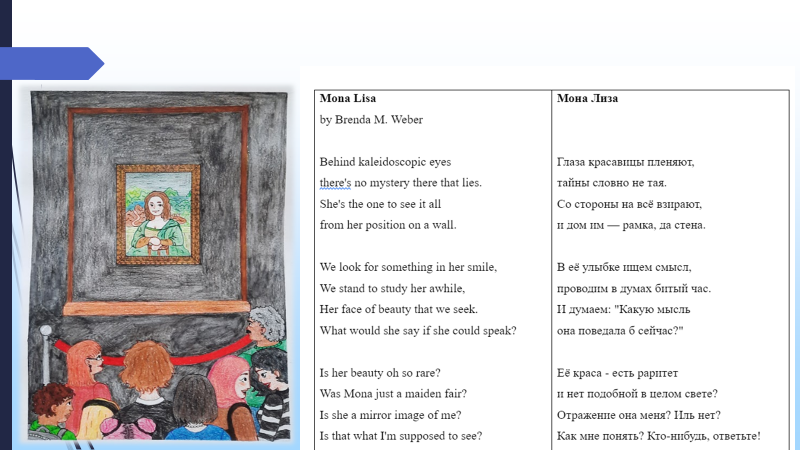 Mona Lisa
by Brenda M. Weber
Behind kaleidoscopic eyes
there's no mystery there that lies.
She's the one to see it all
from her position on a wall.
We look for something in her smile,
We stand to study her awhile,
Her face of beauty that we seek.
What would she say if she could speak?
Is her beauty oh so rare?
Was Mona just a maiden fair?
Is she a mirror image of me?
Is that what I'm supposed to see?
Мона Лиза
Глаза красавицы пленяют,
тайны словно не тая.
Со стороны на всё взирают,
и дом им — рамка, да стена.
В её улыбке ищем смысл,
проводим в думах битый час.
И думаем: "Какую мысль
она поведала б сейчас?"
Её краса - есть раритет
и нет подобной в целом свете?
Отражение она меня? Иль нет?
Как мне понять? Кто-нибудь, ответьте!